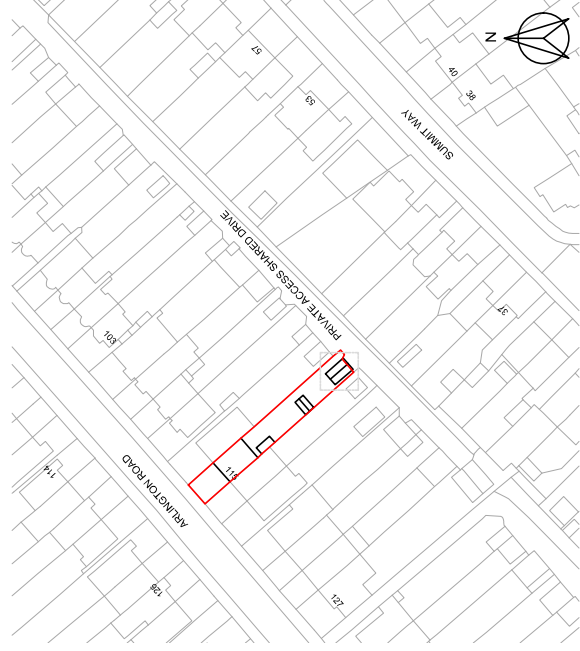 N
57
40
38
53
SUMMIT WAY
PRIVATE ACCESS SHARED DRIVE
37
103
115
ARLINGTON ROAD
114
126
127